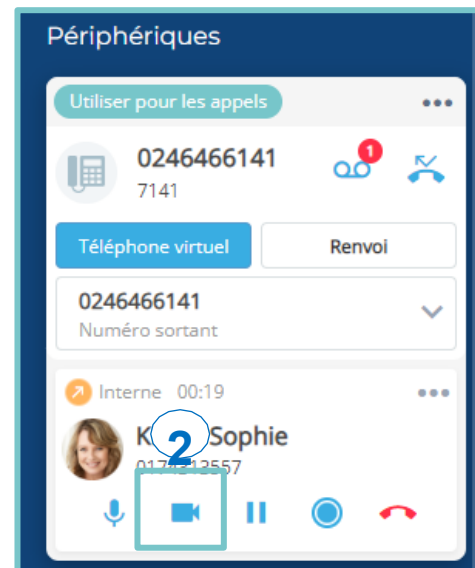 Périphériques
Utiliser pour les appels
0246466141
1
7141
Téléphone virtuel
Renvoi
0246466141
Numéro sortant
Interne 00:19
2
Sophie
0174313557